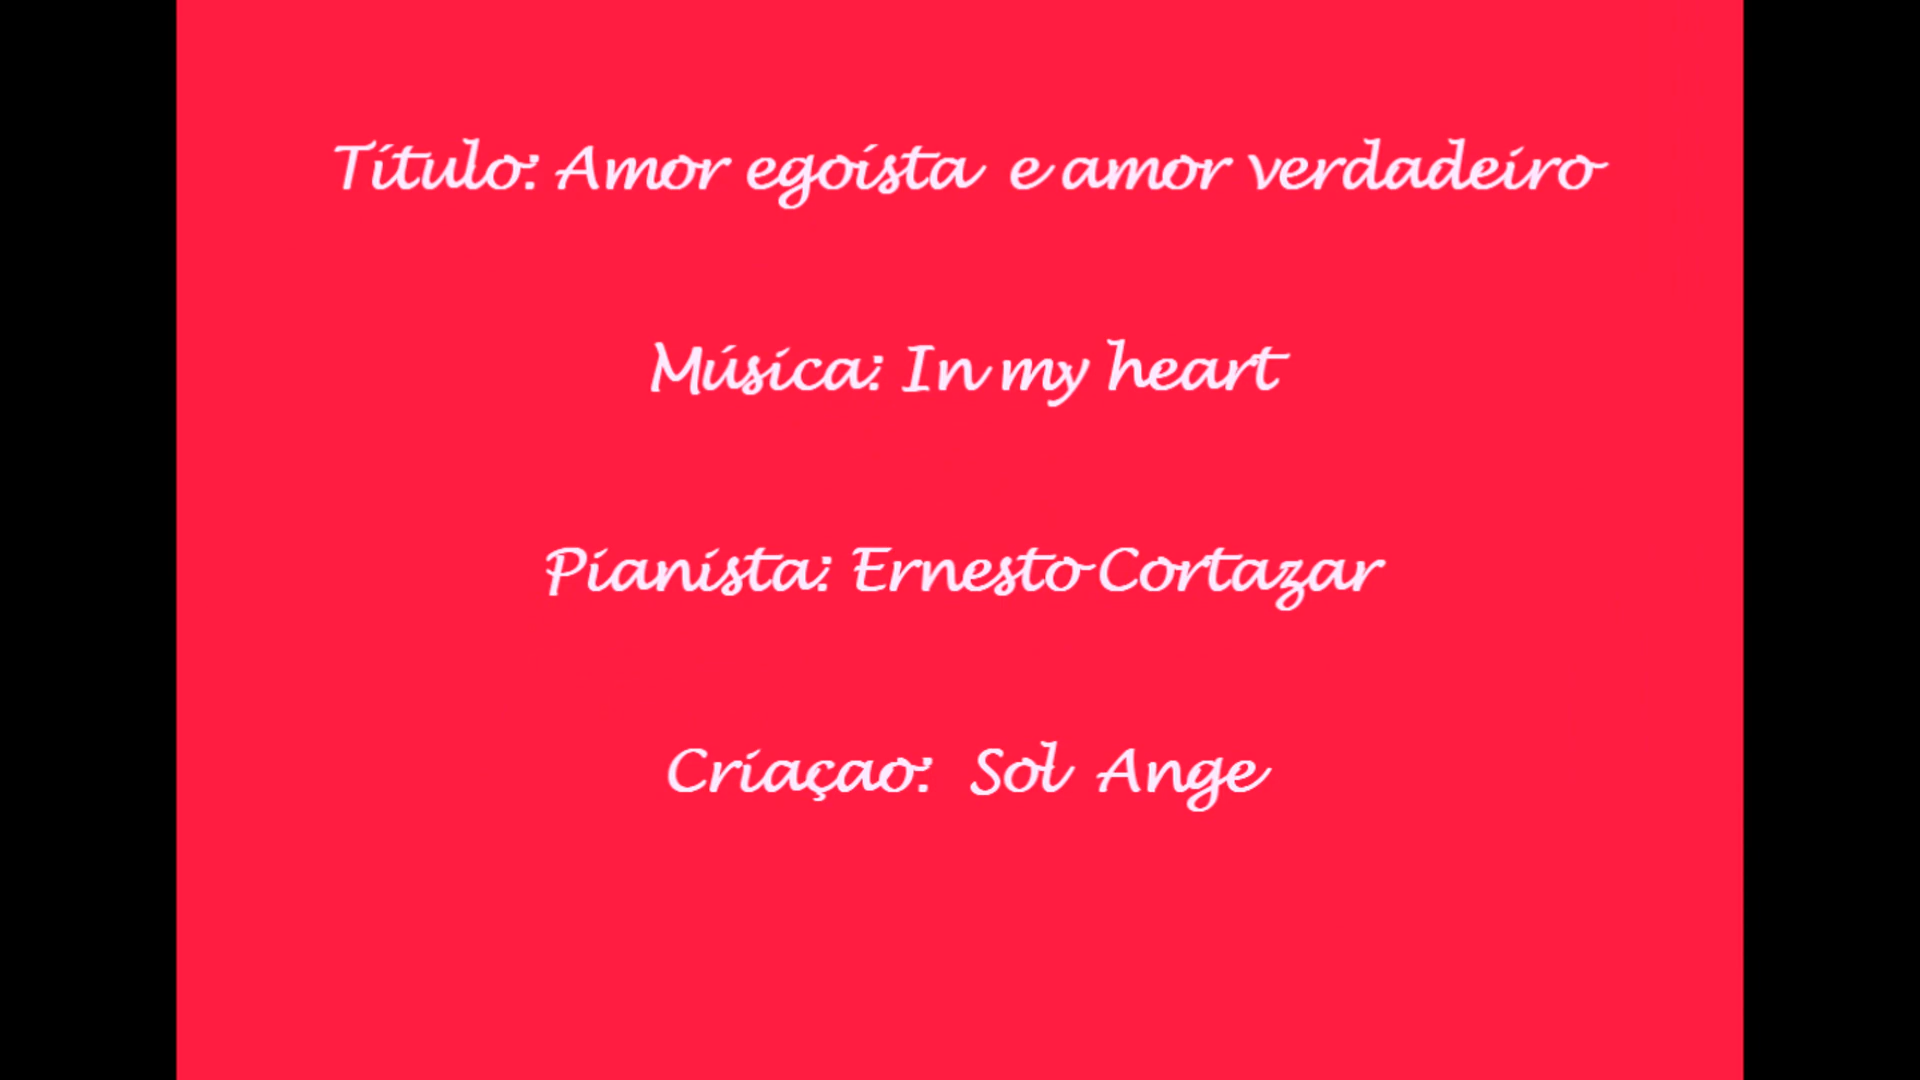 Título: Amor egoísta e amor verdadeiro
Música: In my heart
Pianista: Ernesto Cortazar
Criaçao: Sol Ange